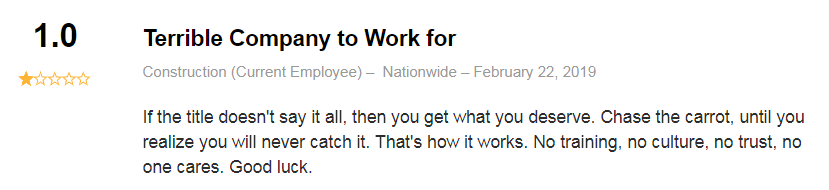 1.0
Terrible Company to Work for
Construction (Current Employee) – Nationwide – February 22, 2019
If the title doesn't say it all, then you get what you deserve. Chase the carrot, until you
realize you will never catch it. That's how it works. No training, no culture, no trust, no
one cares. Good luck.